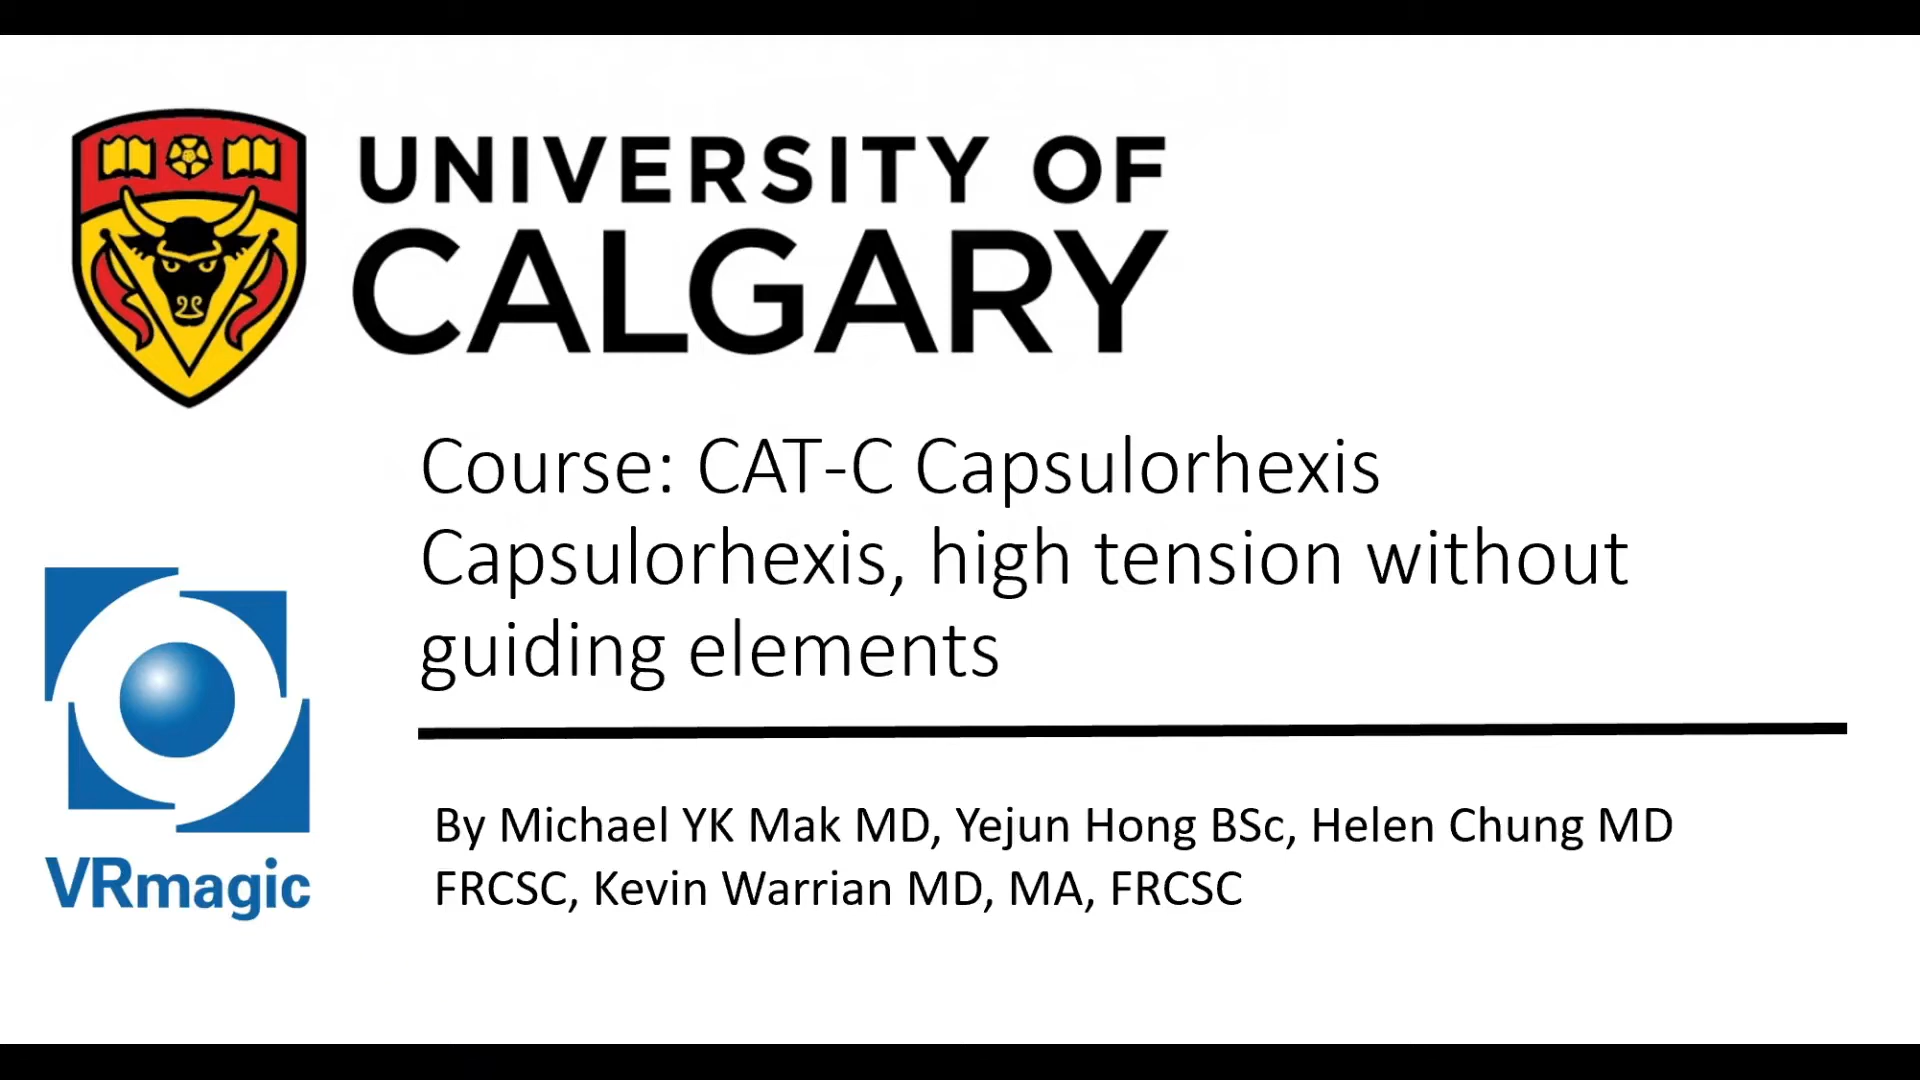 UNIVERSITY OF
CALGARY
Course: CAT-C Capsulorhexis
Capsulorhexis, high tension without
guiding elements
By Michael YK Mak MD, Yejun Hong BSc, Helen Chung MD
FRCSC, Kevin Warrian MD, MA, FRCSC
VRmagic